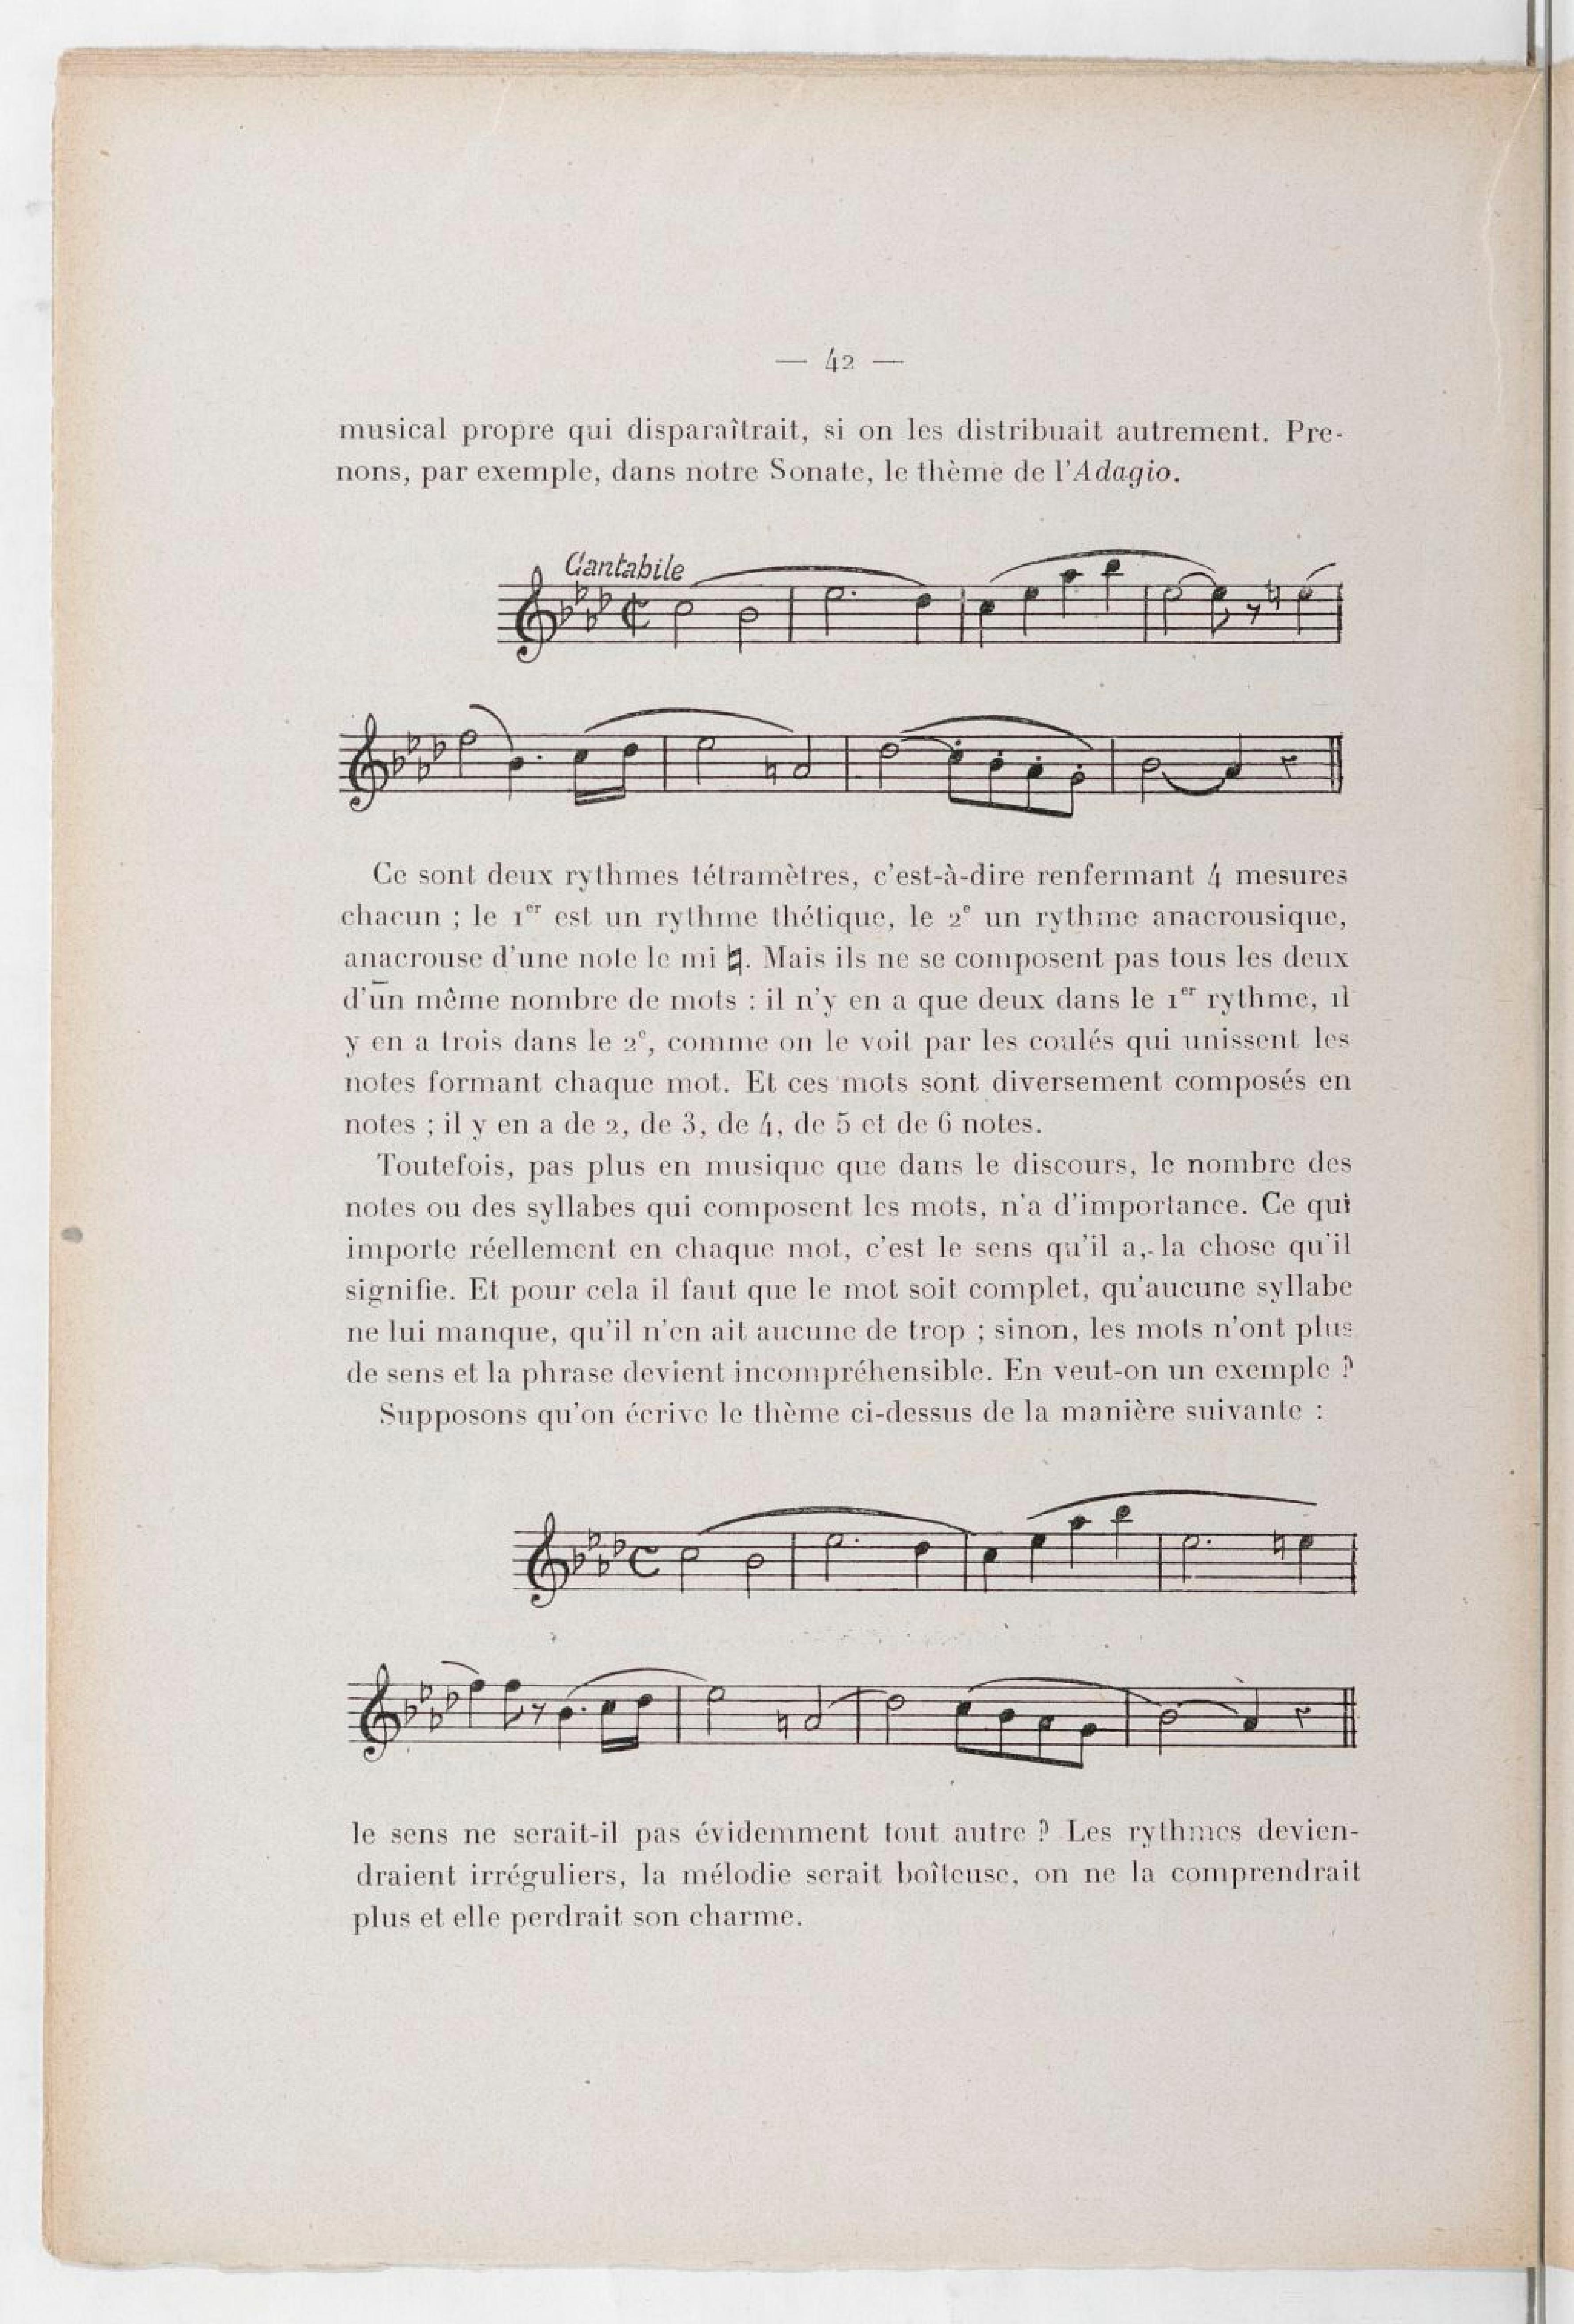 — 42 —
musical propre qui disparaîtrait, si on les distribuait autrement. Pre-
nons, par exemple, dans notre Sonate, le thème de l'Adagio.
Cantabile
Ce sont deux rythmes tétramètres, c'est-à-dire renfermant 4 mesures
chacun ; le 1er est un rythme thétique, le 2e un rythme anacrousique,
anacrouse d'une note le mi ♮. Mais ils ne se composent pas tous les deux
d'un même nombre de mots : il n'y en a que deux dans le 1er rythme, il
y en a trois dans le 2e, comme on le voit par les coulés qui unissent les
notes formant chaque mot. Et ces mots sont diversement composés en
notes ; il y en a de 2, de 3, de 4, de 5 et de 6 notes.
Toutefois, pas plus en musique que dans le discours, le nombre des
notes ou des syllabes qui composent les mots, n'a d'importance. Ce qui
importe réellement en chaque mot, c'est le sens qu'il a, la chose qu'il
signifie. Et pour cela il faut que le mot soit complet, qu'aucune syllabe
ne lui manque, qu'il n'en ait aucune de trop ; sinon, les mots n'ont plus
de sens et la phrase devient incompréhensible. En veut-on un exemple ?
Supposons qu'on écrive le thème ci-dessus de la manière suivante :
le sens ne serait-il pas évidemment tout autre ? Les rythmes devien-
draient irréguliers, la mélodie serait boîteuse, on ne la comprendrait
plus et elle perdrait son charme.